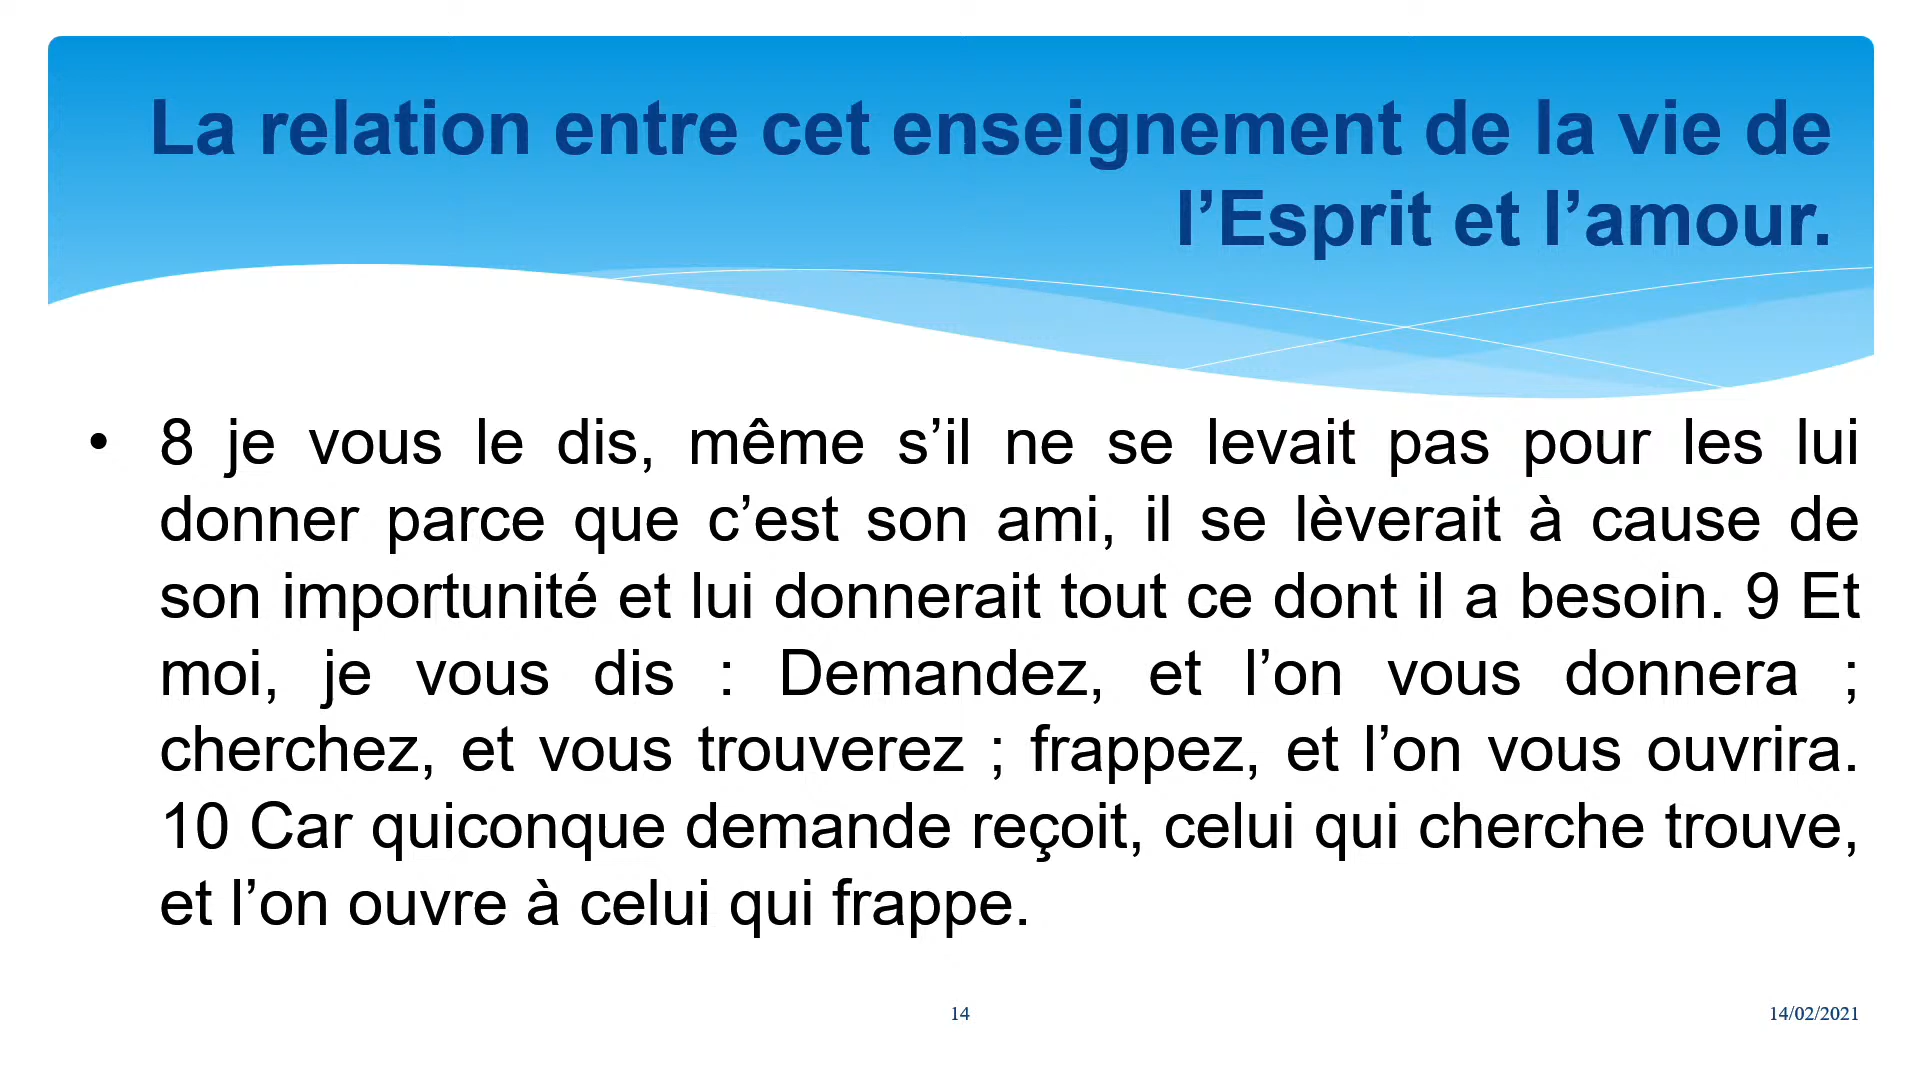 La relation entre cet enseignement de la vie de
l’Esprit et l’amour.
• 8 je vous le dis, même s’il ne se levait pas pour les lui
donner parce que c’est son ami, il se lèverait à cause de
son importunité et lui donnerait tout ce dont il a besoin. 9 Et
moi, je vous dis : Demandez, et l’on vous donnera ;
cherchez, et vous trouverez ; frappez, et l’on vous ouvrira.
10 Car quiconque demande reçoit, celui qui cherche trouve,
et l’on ouvre à celui qui frappe.
14
14/02/2021